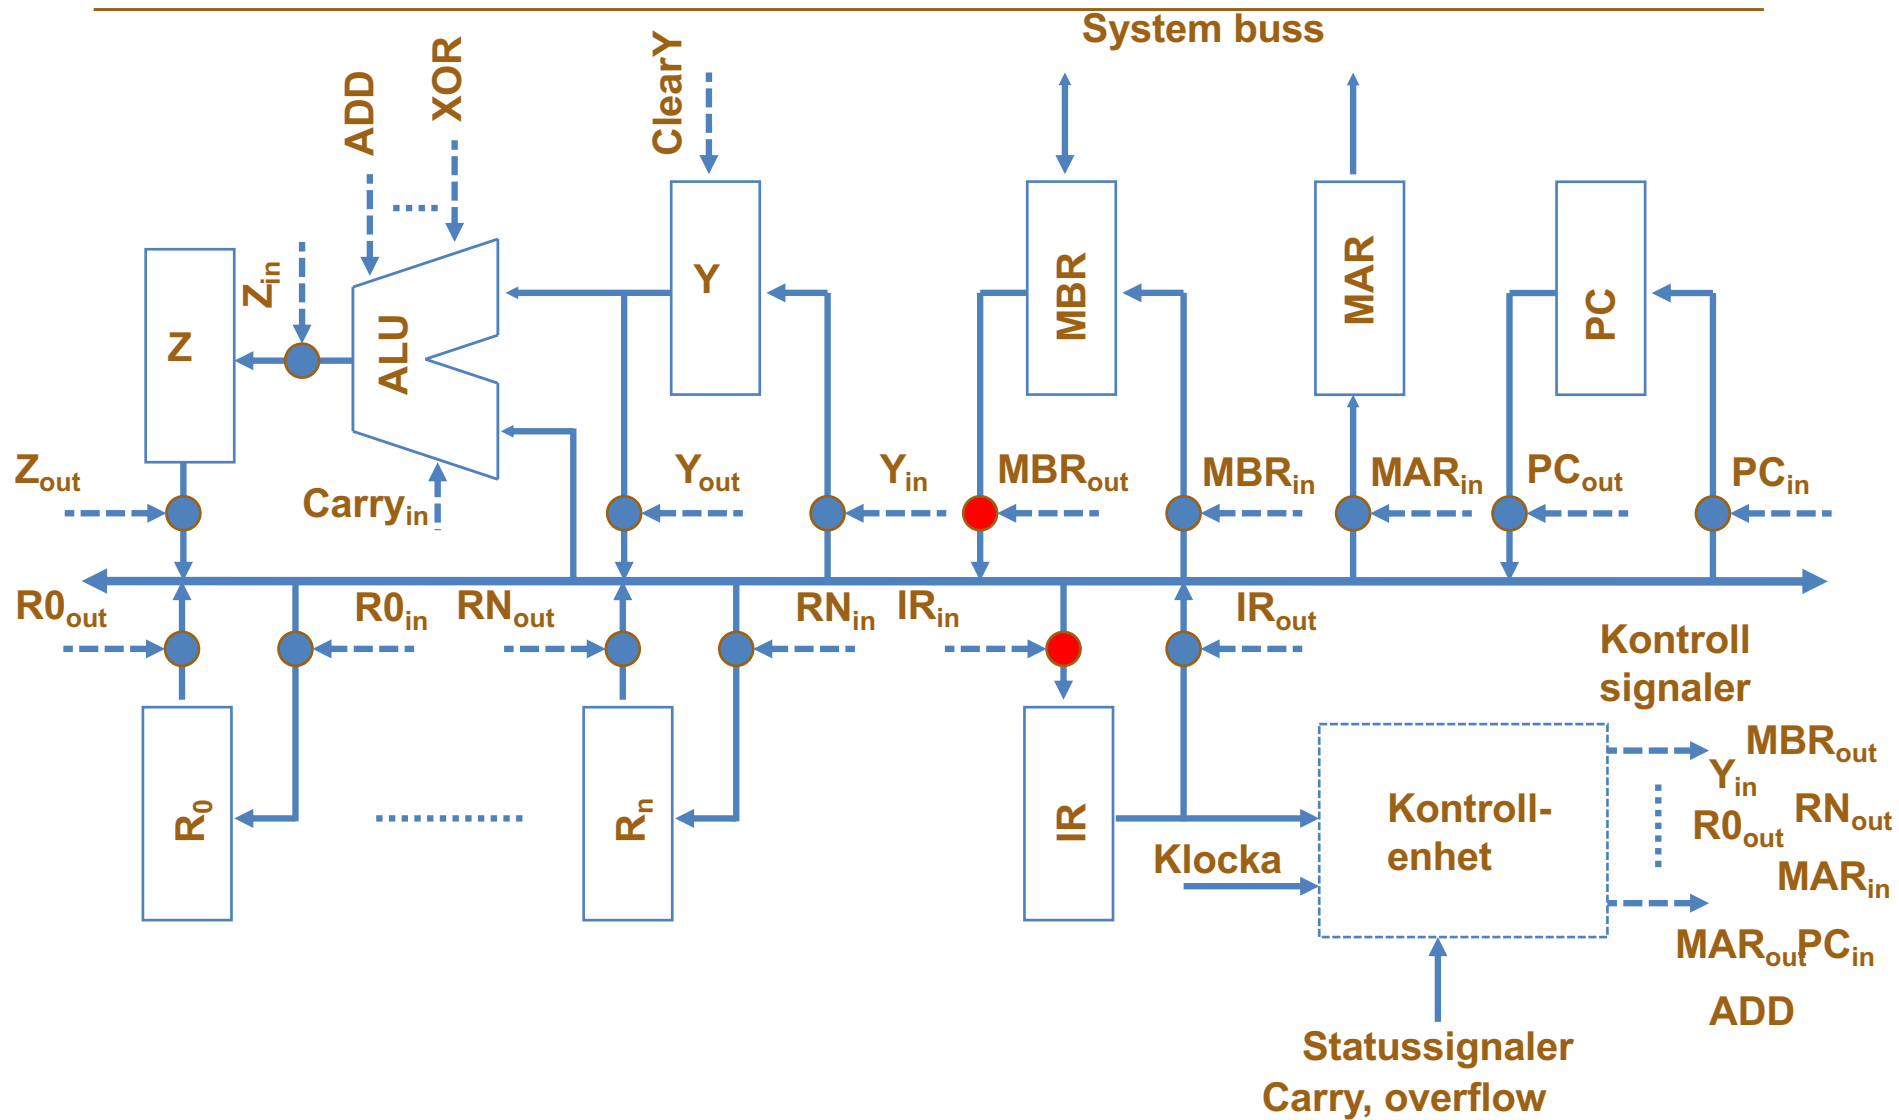 System buss
ADD
XOR
ClearY
Z
Zin
ALU
Y
MBR
MAR
PC
Zout
Carryin
Yout
Yin
MBRout
MBRin
MARin
PCout
PCin
R0out
R0in
RNout
RNin
IRin
IRout
R0
Rn
IR
Klocka
Kontroll-
enhet
Kontroll
signaler
MBRout
Yin
R0out
RNout
MARin
MARout
PCin
ADD
Statussignaler
Carry, overflow